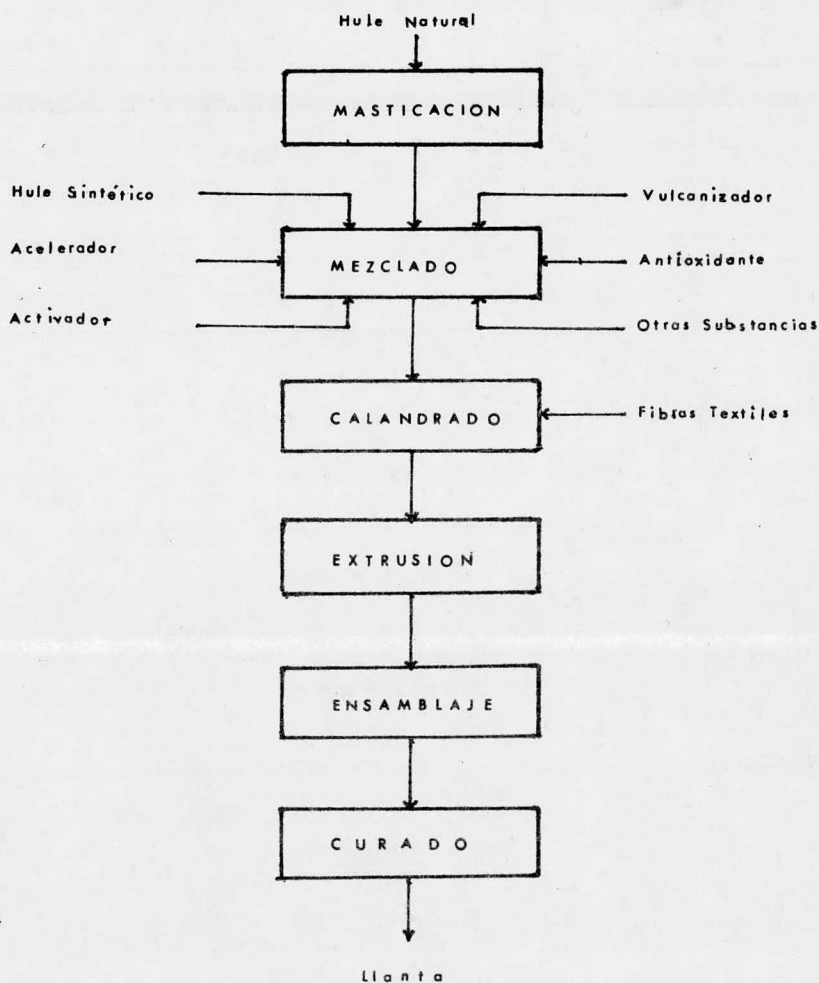 Hule Natural
MASTICACION
Hule Sintético
Vulcanizador
Acelerador
MEZCLADO
Antioxidante
Activador
Otras Substancias
CALANDRADO
Fibras Textiles
EXTRUSION
ENSAMBLAJE
CURADO
Llanta